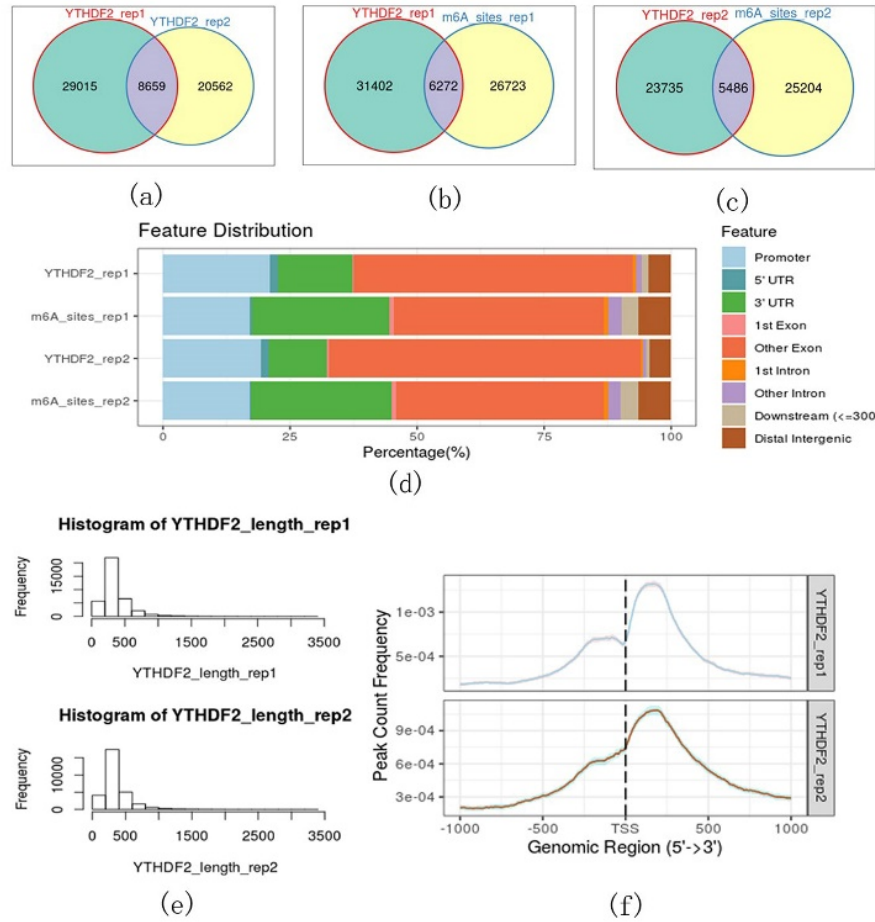 YTHDF2_rep1
YTHDF2_rep2
29015
8659
20562
(a)
YTHDF2_rep1
m6A_sites_rep1
31402
6272
26723
(b)
YTHDF2_rep2
m6A_sites_rep2
23735
5486
25204
(c)
Feature Distribution
YTHDF2_rep1
m6A_sites_rep1
YTHDF2_rep2
m6A_sites_rep2
0
25
50
75
100
Percentage(%)
Feature
Promoter
5' UTR
3' UTR
1st Exon
Other Exon
1st Intron
Other Intron
Downstream (<=300
Distal Intergenic
(d)
Histogram of YTHDF2_length_rep1
Frequency
0
15000
0
500
1500
2500
3500
YTHDF2_length_rep1
Histogram of YTHDF2_length_rep2
Frequency
0
10000
0
500
1500
2500
3500
YTHDF2_length_rep2
(e)
Peak Count Frequency
1e-03
5e-04
YTHDF2_rep1
9e-04
6e-04
3e-04
YTHDF2_rep2
-1000
-500
TSS
500
1000
Genomic Region (5'->3')
(f)